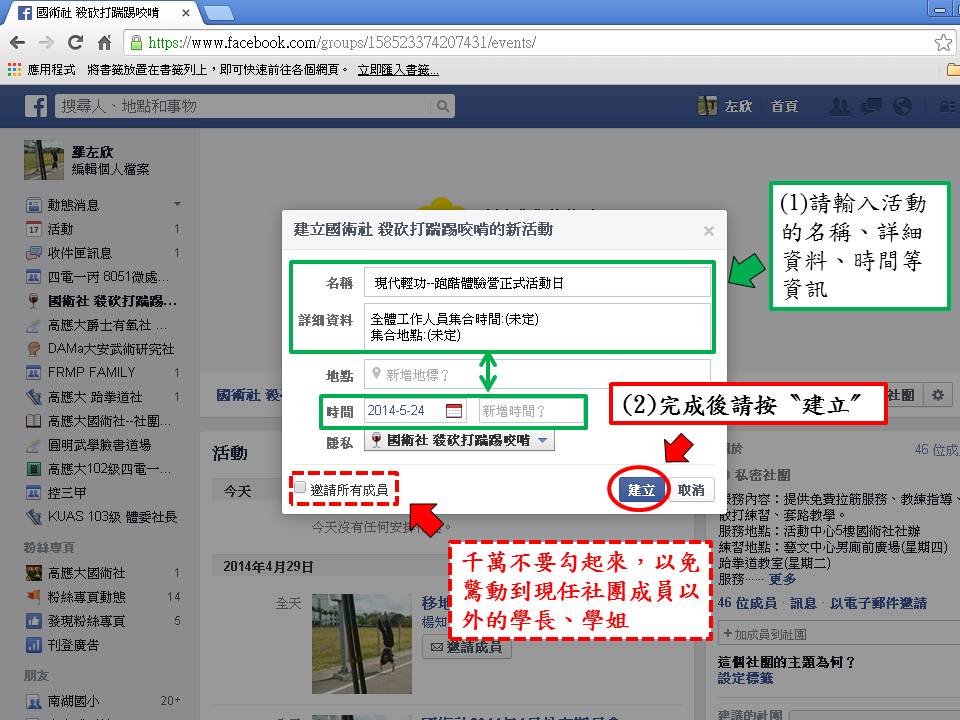 國術社 殺砍打踹踢咬啃
https://www.facebook.com/groups/158523374207431/events/
應用程式 將書籤放置在書籤列上，即可快速前往各個網頁。 立即匯入書籤...
搜尋人、地點和事物
左欣 首頁
羅左欣
編輯個人檔案
動態消息
活動 1
收件匣訊息 1
四電一丙 8051微處...
國術社 殺砍打踹踢...
高應大爵士有氧社 ...
DAMa大安武術研究社
FRMP FAMILY 1
高應大 跆拳道社 1
高應大國術社--社團...
圓明武學臉書道場
高應大102級四電一...
控三甲
KUAS 103級 體委社長
粉絲專頁
高應大國術社 1
粉絲專頁動態 14
發現粉絲專頁 5
刊登廣告
朋友
南湖國小 20+
建立國術社 殺砍打踹踢咬啃的新活動
名稱 現代輕功--跑酷體驗營正式活動日
詳細資料 全體工作人員集合時間:(未定)
集合地點:(未定)
地點 新增地標？
時間 2014-5-24 新增時間？
隱私 國術社 殺砍打踹踢咬啃
邀請所有成員
建立 取消
(1)請輸入活動
的名稱、詳細
資料、時間等
資訊
(2)完成後請按〝建立〞
千萬不要勾起來，以免
驚動到現任社團成員以
外的學長、學姐
國術社 殺
社團
活動
今天
今天沒有任何安排
2014年4月29日
全天
移地
楊知
邀請成員
46 位成
私密社團
服務內容：提供免費拉筋服務、教練指導、
散打練習、套路教學。
服務地點：活動中心5樓國術社社辦
練習地點：藝文中心男廁前廣場(星期四)
跆拳道教室(星期二)
服務…… 更多
46 位成員 · 訊息 · 以電子郵件邀請
+加成員到社團
這個社團的主題為何？
設定標籤
建議的社團